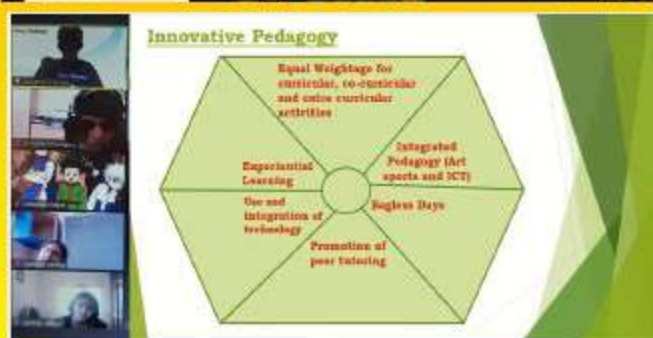 Innovative Pedagogy
Equal Weightage for
curricular, co-curricular
and extra curricular
activities
Integrated
Pedagogy (Art
sports and ICT)
Experiential
Learning
Use and
integration of
technology
Bagless Days
Promotion of
peer tutoring